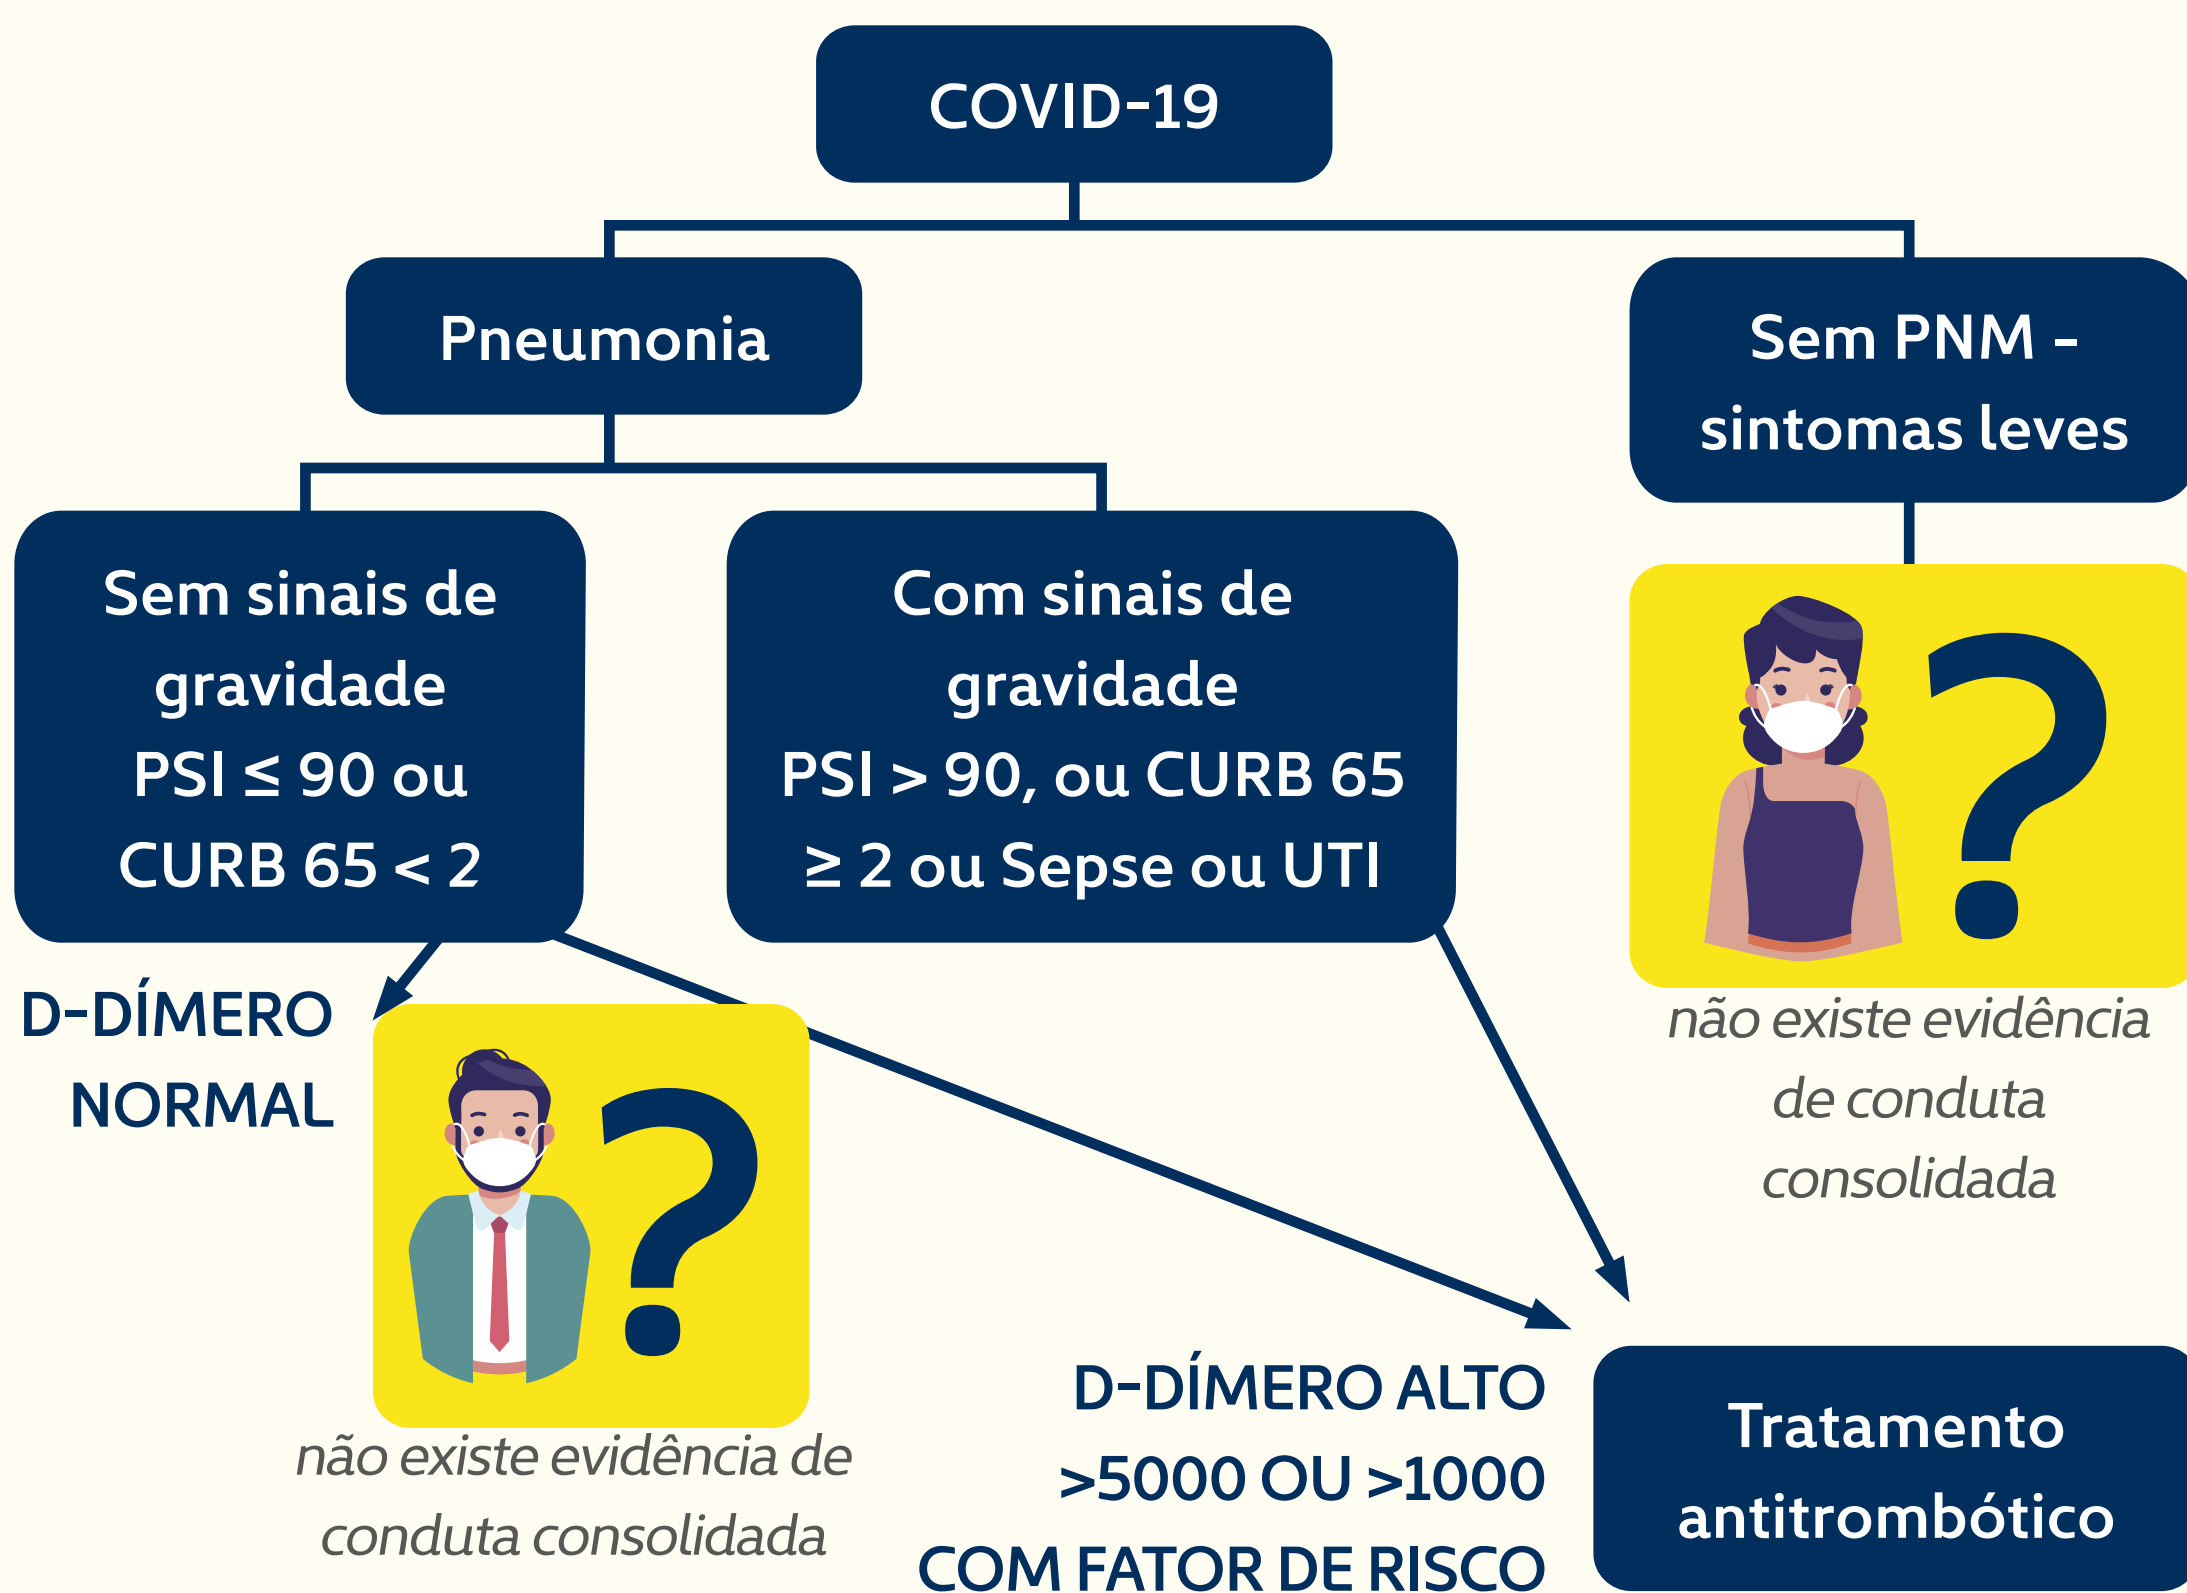 COVID-19
Pneumonia
Sem PNM -
sintomas leves
Sem sinais de
gravidade
PSI ≤ 90 ou
CURB 65 < 2
Com sinais de
gravidade
PSI > 90, ou CURB 65
≥ 2 ou Sepse ou UTI
?
não existe evidência
de conduta
consolidada
D-DÍMERO
NORMAL
?
não existe evidência de
conduta consolidada
D-DÍMERO ALTO
>5000 OU >1000
COM FATOR DE RISCO
Tratamento
antitrombótico